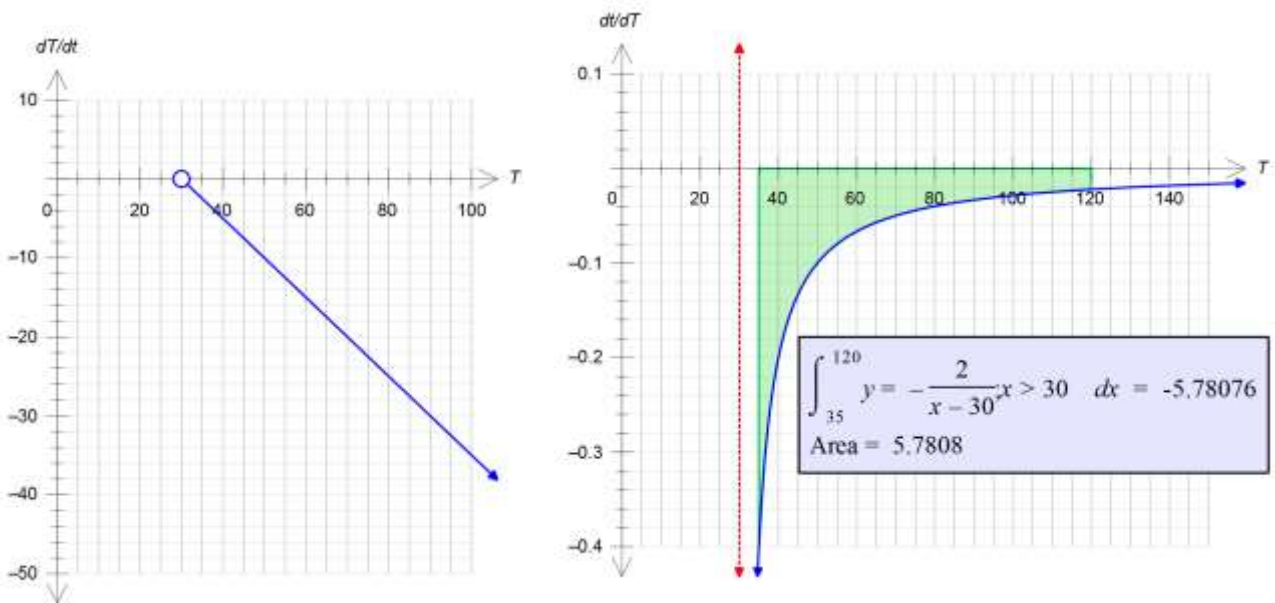 dT/dt
10
T
0 20 40 60 80 100
–10
–20
–30
–40
–50
dt/dT
0.1
T
0 20 40 60 80 100 120 140
–0.1
–0.2
–0.3
–0.4
∫ 35 120 y = – 2 / x – 30 ; x > 30 dx = -5.78076
Area = 5.7808